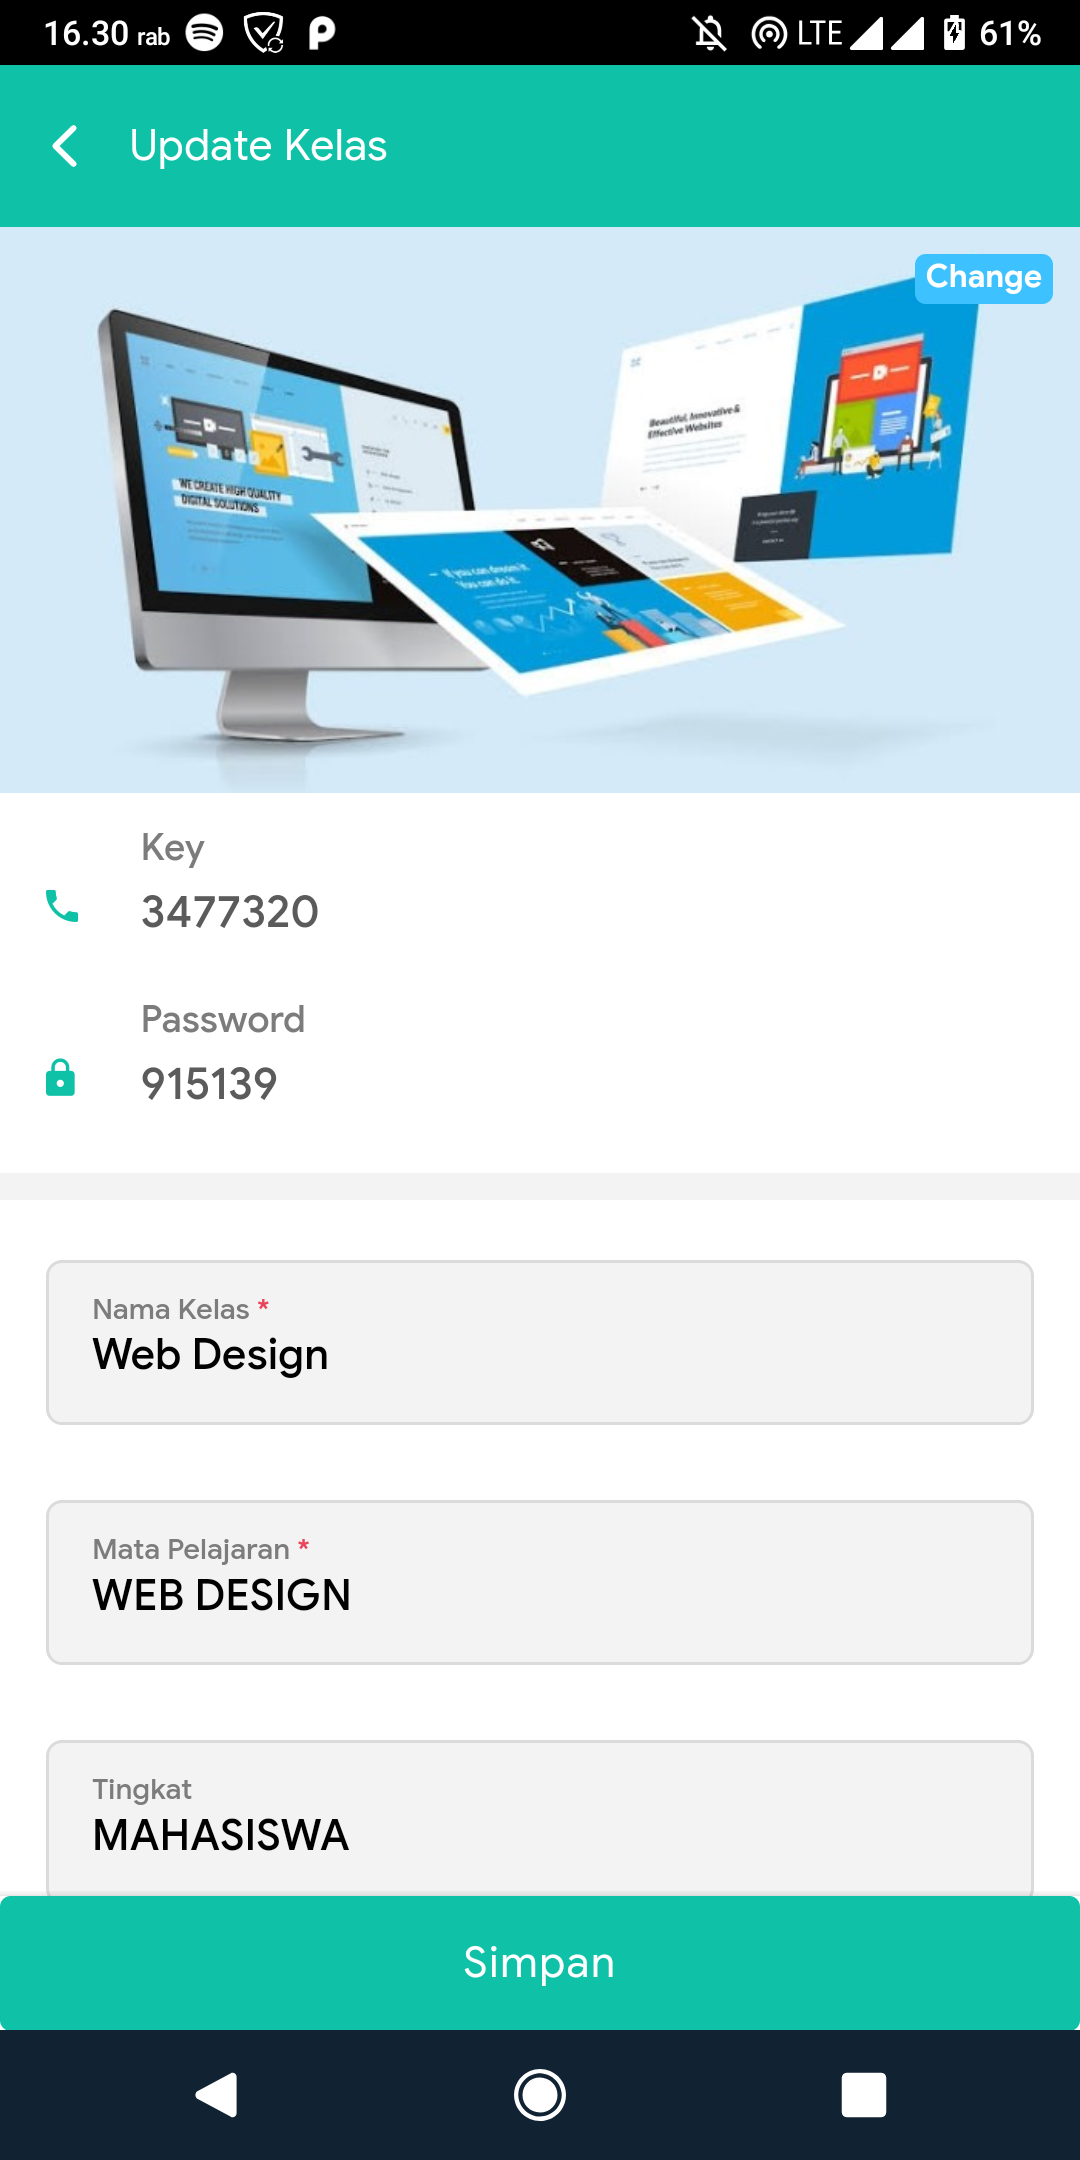 16.30 rab LTE 61%
Update Kelas
Change
WE CREATE HIGH QUALITY
DIGITAL SOLUTIONS
Beautiful, Innovative &
Effective Websites
If you can dream it
You can do it.
Key
3477320
Password
915139
Nama Kelas *
Web Design
Mata Pelajaran *
WEB DESIGN
Tingkat
MAHASISWA
Simpan